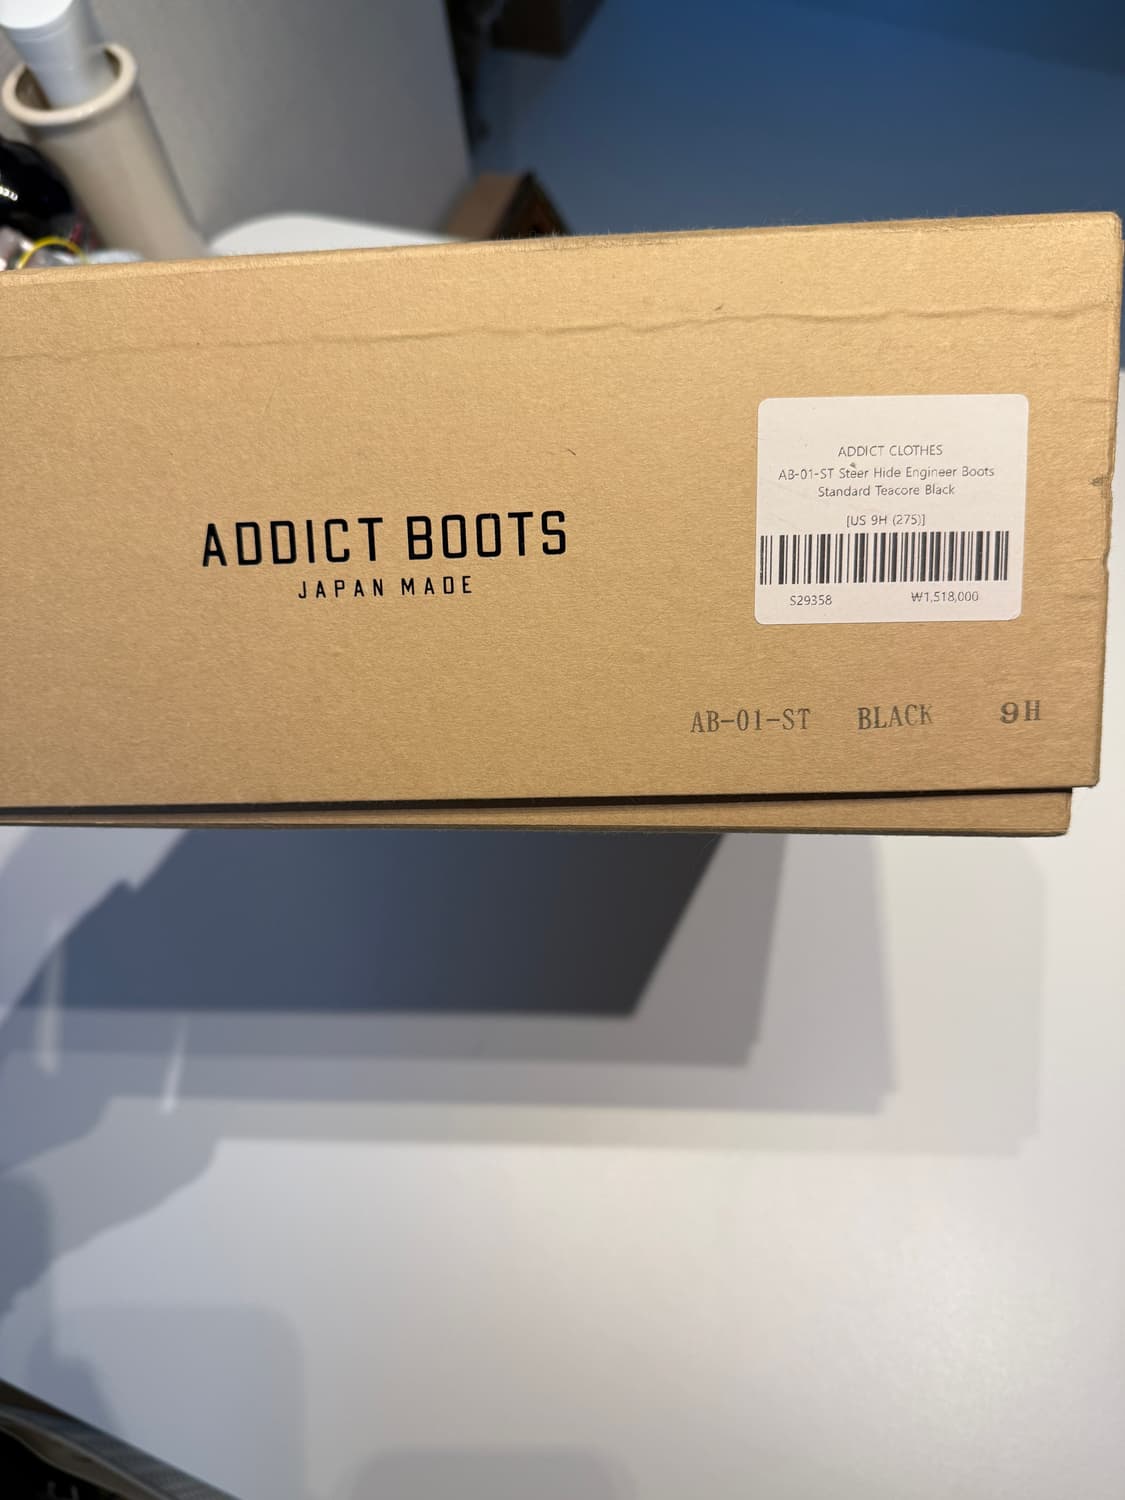 ADDICT BOOTS
JAPAN MADE
ADDICT CLOTHES
AB-01-ST Steer Hide Engineer Boots
Standard Teacore Black
[US 9H (275)]
S29358 ₩1,518,000
AB-01-ST BLACK 9H